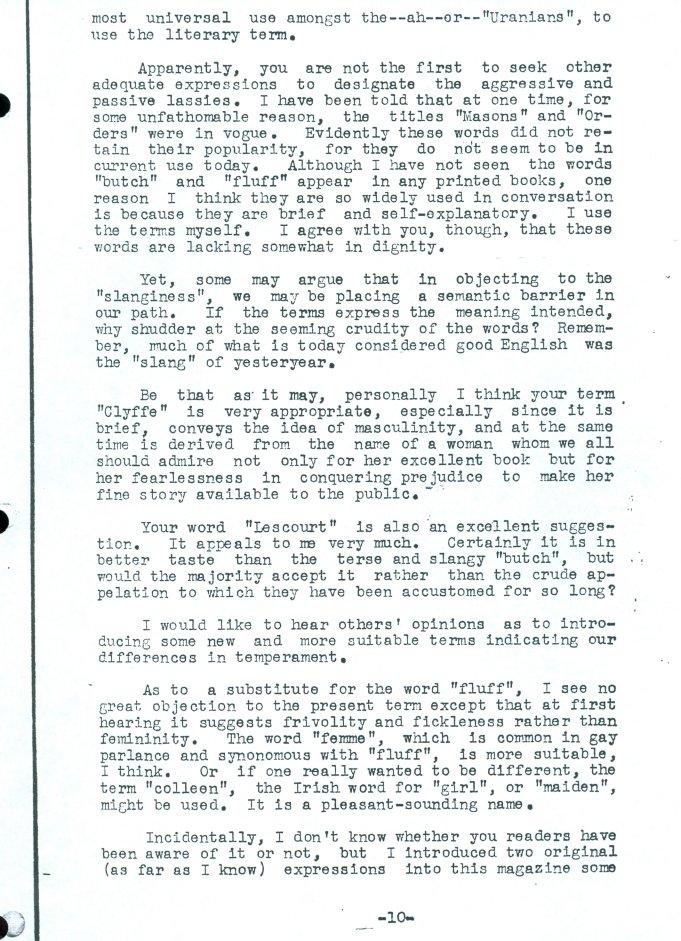 most universal use amongst the--ah--or--"Uranians", to
use the literary term.
Apparently, you are not the first to seek other
adequate expressions to designate the aggressive and
passive lassies. I have been told that at one time, for
some unfathomable reason, the titles "Masons" and "Or-
ders" were in vogue. Evidently these words did not re-
tain their popularity, for they do not seem to be in
current use today. Although I have not seen the words
"butch" and "fluff" appear in any printed books, one
reason I think they are so widely used in conversation
is because they are brief and self-explanatory. I use
the terms myself. I agree with you, though, that these
words are lacking somewhat in dignity.
Yet, some may argue that in objecting to the
"slanginess", we may be placing a semantic barrier in
our path. If the terms express the meaning intended,
why shudder at the seeming crudity of the words? Remem-
ber, much of what is today considered good English was
the "slang" of yesteryear.
Be that as it may, personally I think your term
"Clyffe" is very appropriate, especially since it is
brief, conveys the idea of masculinity, and at the same
time is derived from the name of a woman whom we all
should admire not only for her excellent book but for
her fearlessness in conquering prejudice to make her
fine story available to the public.
Your word "Lescourt" is also an excellent sugges-
tion. It appeals to me very much. Certainly it is in
better taste than the terse and slangy "butch", but
would the majority accept it rather than the crude ap-
pelation to which they have been accustomed for so long?
I would like to hear others' opinions as to intro-
ducing some new and more suitable terms indicating our
differences in temperament.
As to a substitute for the word "fluff", I see no
great objection to the present term except that at first
hearing it suggests frivolity and fickleness rather than
femininity. The word "femme", which is common in gay
parlance and synonomous with "fluff", is more suitable,
I think. Or if one really wanted to be different, the
term "colleen", the Irish word for "girl", or "maiden",
might be used. It is a pleasant-sounding name.
Incidentally, I don't know whether you readers have
been aware of it or not, but I introduced two original
(as far as I know) expressions into this magazine some
-10-